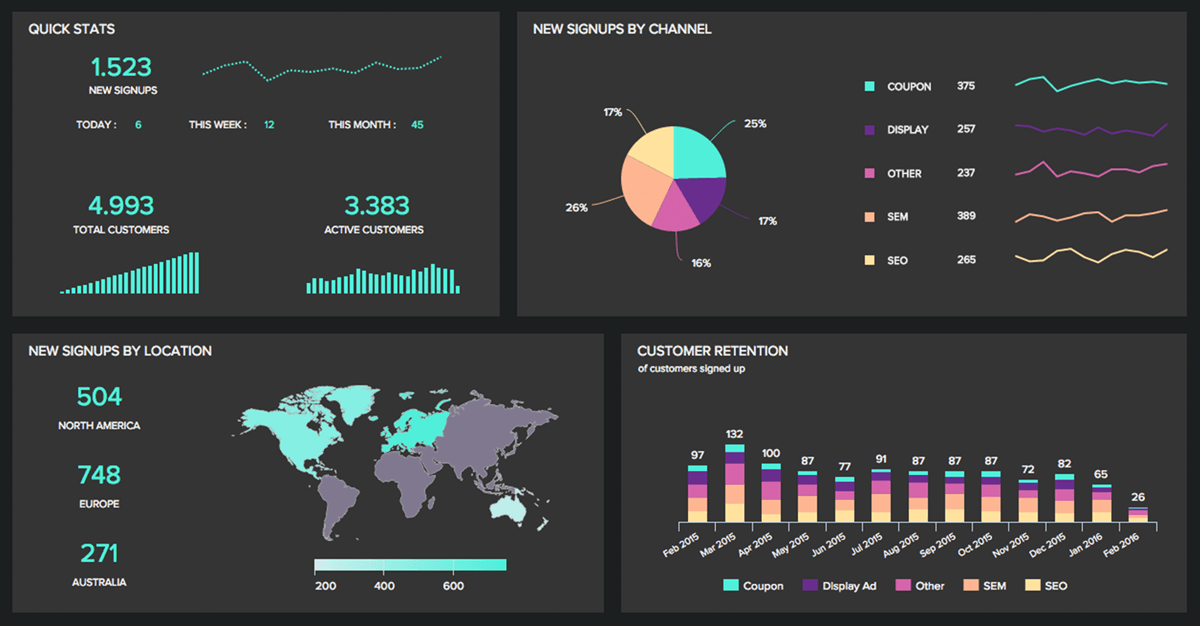 QUICK STATS
1.523
NEW SIGNUPS
TODAY : 6 THIS WEEK : 12 THIS MONTH : 45
4.993
TOTAL CUSTOMERS
3.383
ACTIVE CUSTOMERS
NEW SIGNUPS BY CHANNEL
17%
25%
26%
17%
16%
COUPON 375
DISPLAY 257
OTHER 237
SEM 389
SEO 265
NEW SIGNUPS BY LOCATION
504
NORTH AMERICA
748
EUROPE
271
AUSTRALIA
200 400 600
CUSTOMER RETENTION
of customers signed up
97 132 100 87 77 91 87 87 87 72 82 65 26
Feb 2015 Mar 2015 Apr 2015 May 2015 Jun 2015 Jul 2015 Aug 2015 Sep 2015 Oct 2015 Nov 2015 Dec 2015 Jan 2016 Feb 2016
Coupon Display Ad Other SEM SEO